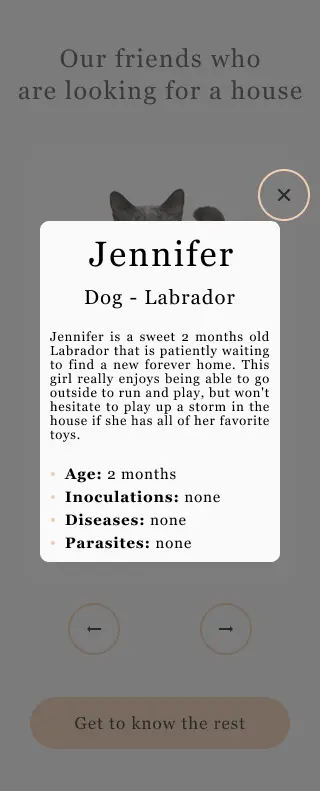 Our friends who
are looking for a house
Jennifer
Dog - Labrador
Jennifer is a sweet 2 months old
Labrador that is patiently waiting
to find a new forever home. This
girl really enjoys being able to go
outside to run and play, but won't
hesitate to play up a storm in the
house if she has all of her favorite
toys.
• Age: 2 months
• Inoculations: none
• Diseases: none
• Parasites: none
Get to know the rest